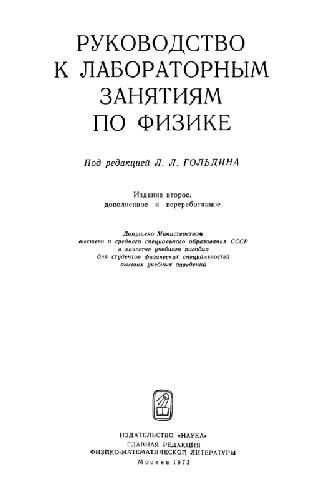 РУКОВОДСТВО
К ЛАБОРАТОРНЫМ
ЗАНЯТИЯМ
ПО ФИЗИКЕ
Под редакцией Л. Л. ГОЛЬДИНА
Издание второе,
дополненное и переработанное
Допущено Министерством
высшего и среднего специального образования СССР
в качестве учебного пособия
для студентов физических специальностей
высших учебных заведений
ИЗДАТЕЛЬСТВО «НАУКА»
ГЛАВНАЯ РЕДАКЦИЯ
ФИЗИКО-МАТЕМАТИЧЕСКОЙ ЛИТЕРАТУРЫ
Москва 1973